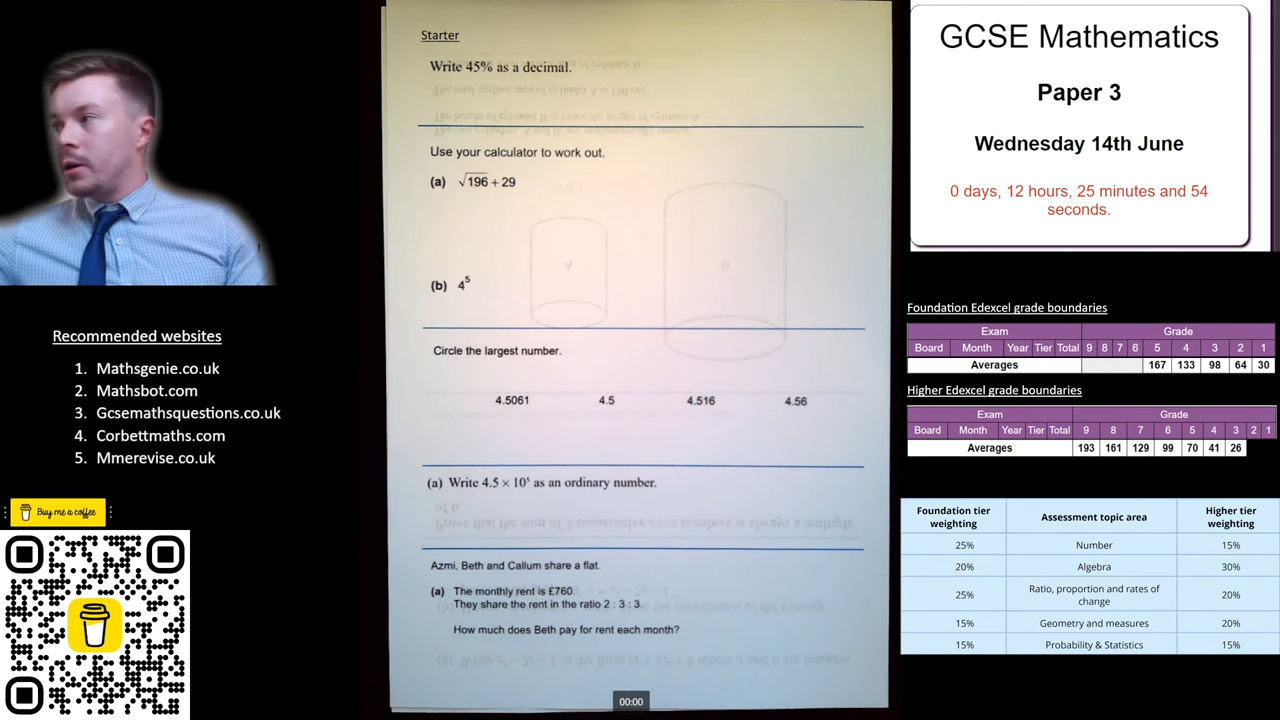 Starter
Write 45% as a decimal.
Use your calculator to work out.
(a) √196 + 29
(b) 4⁵
Circle the largest number.
4.5061 4.5 4.516 4.56
(a) Write 4.5 × 10⁵ as an ordinary number.
Azmi, Beth and Callum share a flat.
(a) The monthly rent is £760.
They share the rent in the ratio 2 : 3 : 3.
How much does Beth pay for rent each month?
00:00
Recommended websites
1. Mathsgenie.co.uk
2. Mathsbot.com
3. Gcsemathsquestions.co.uk
4. Corbettmaths.com
5. Mmerevise.co.uk
Buy me a coffee
GCSE Mathematics
Paper 3
Wednesday 14th June
0 days, 12 hours, 25 minutes and 54
seconds.
Foundation Edexcel grade boundaries
Exam Grade
Board Month Year Tier Total 9 8 7 6 5 4 3 2 1
Averages 167 133 98 64 30
Higher Edexcel grade boundaries
Exam Grade
Board Month Year Tier Total 9 8 7 6 5 4 3 2 1
Averages 193 161 129 99 70 41 26
Foundation tier weighting Assessment topic area Higher tier weighting
25% Number 15%
20% Algebra 30%
25% Ratio, proportion and rates of change 20%
15% Geometry and measures 20%
15% Probability & Statistics 15%